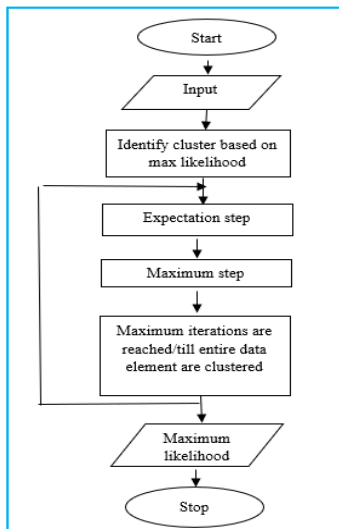 Start
Input
Identify cluster based on
max likelihood
Expectation step
Maximum step
Maximum iterations are
reached/till entire data
element are clustered
Maximum
likelihood
Stop